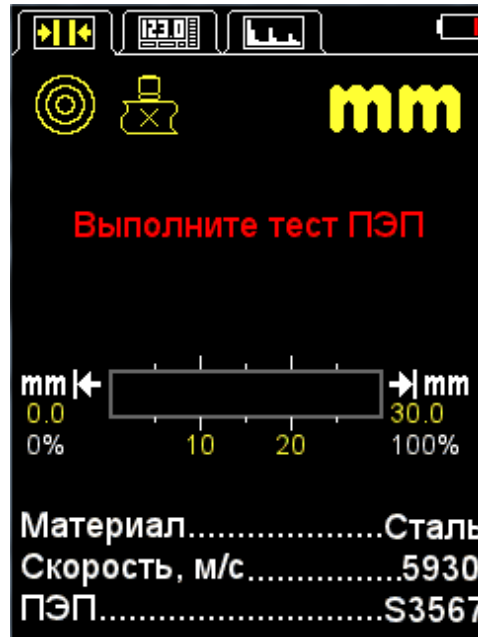 123.0
mm
Выполните тест ПЭП
mm mm
0.0 30.0
0% 10 20 100%
Материал....................Сталь
Скорость, м/с..............5930
ПЭП..........................S3567